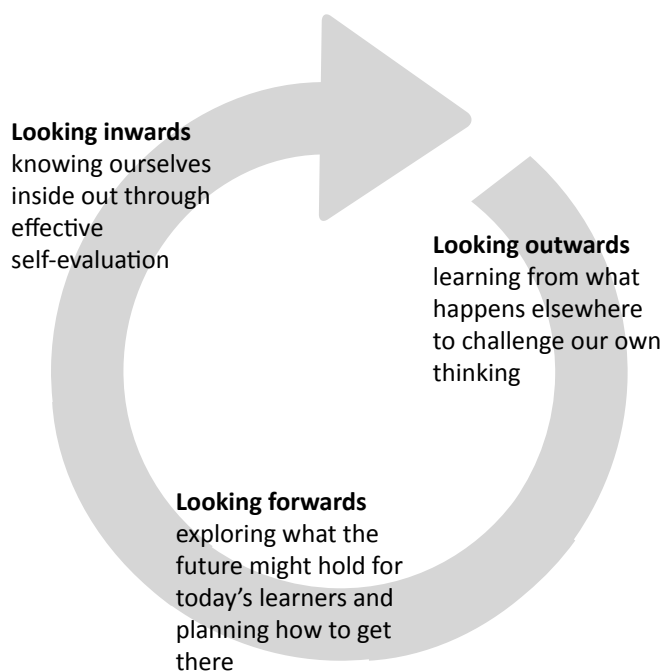 Looking inwards
knowing ourselves
inside out through
effective
self-evaluation
Looking outwards
learning from what
happens elsewhere
to challenge our own
thinking
Looking forwards
exploring what the
future might hold for
today’s learners and
planning how to get
there